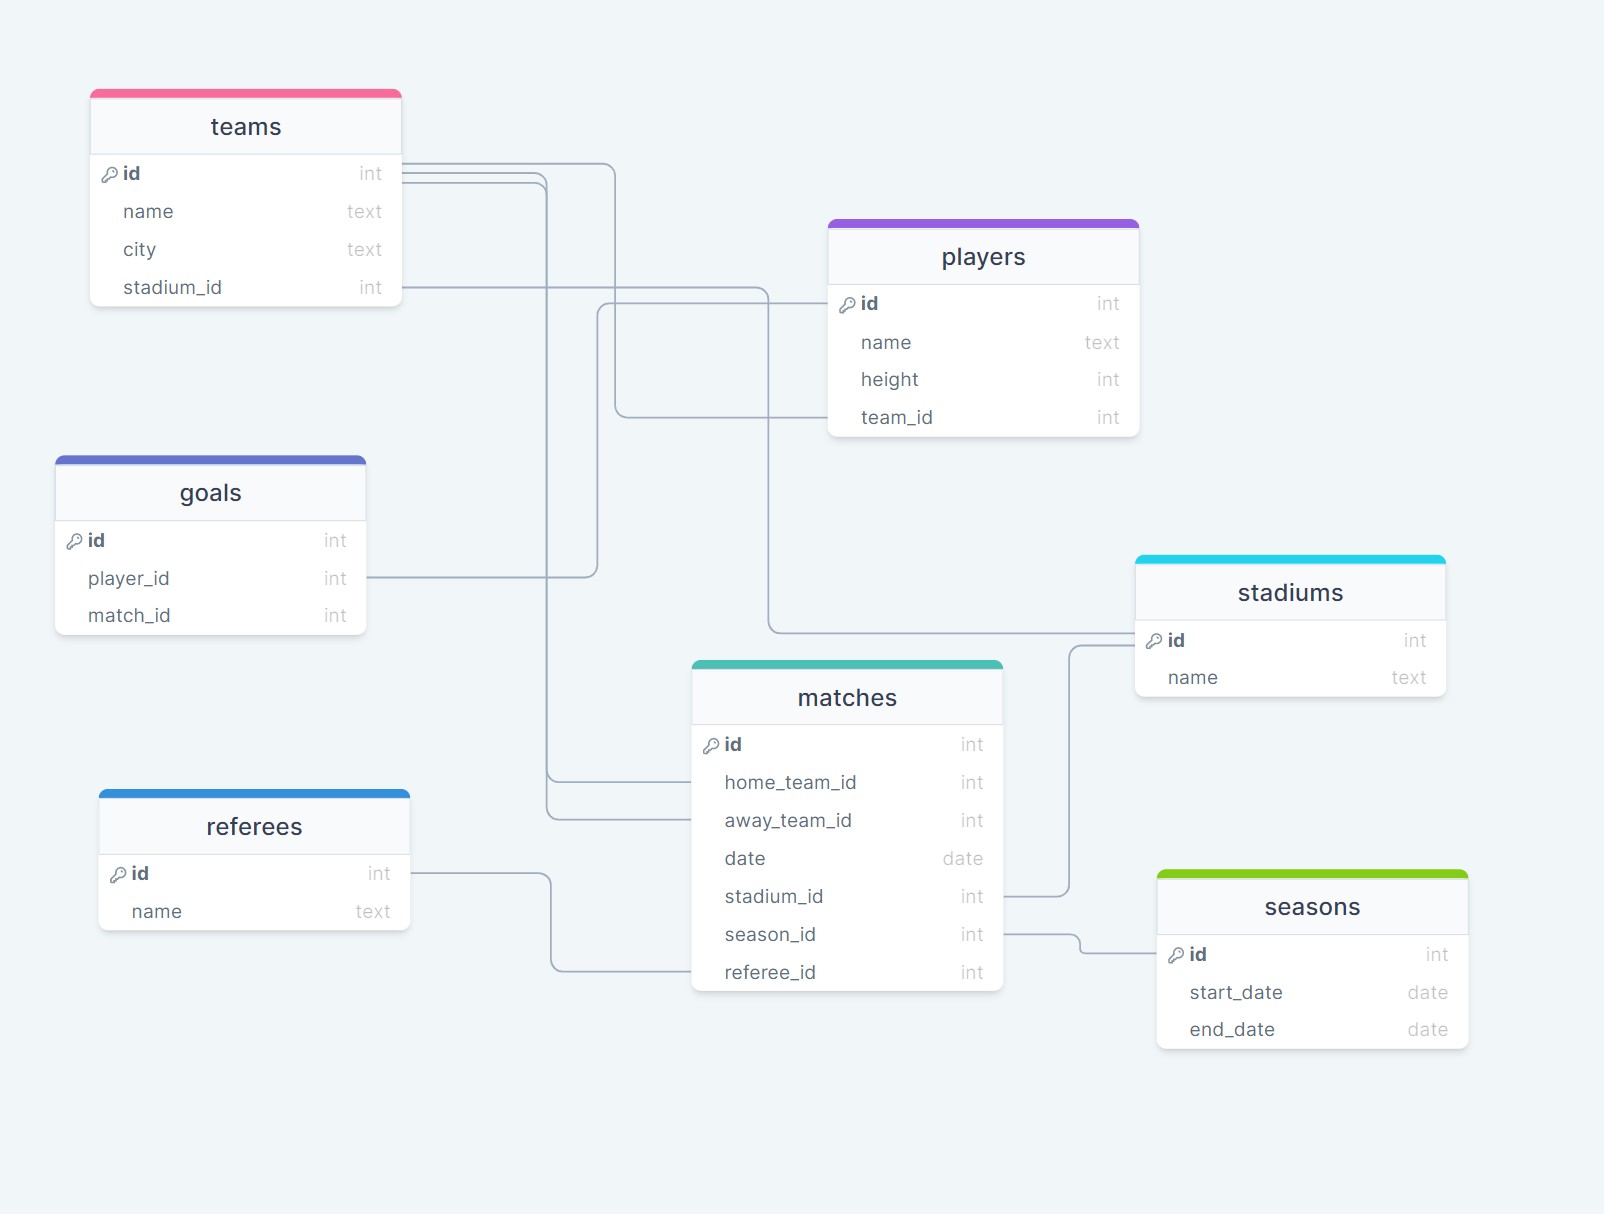 teams
id int
name text
city text
stadium_id int
players
id int
name text
height int
team_id int
goals
id int
player_id int
match_id int
stadiums
id int
name text
matches
id int
home_team_id int
away_team_id int
date date
stadium_id int
season_id int
referee_id int
referees
id int
name text
seasons
id int
start_date date
end_date date